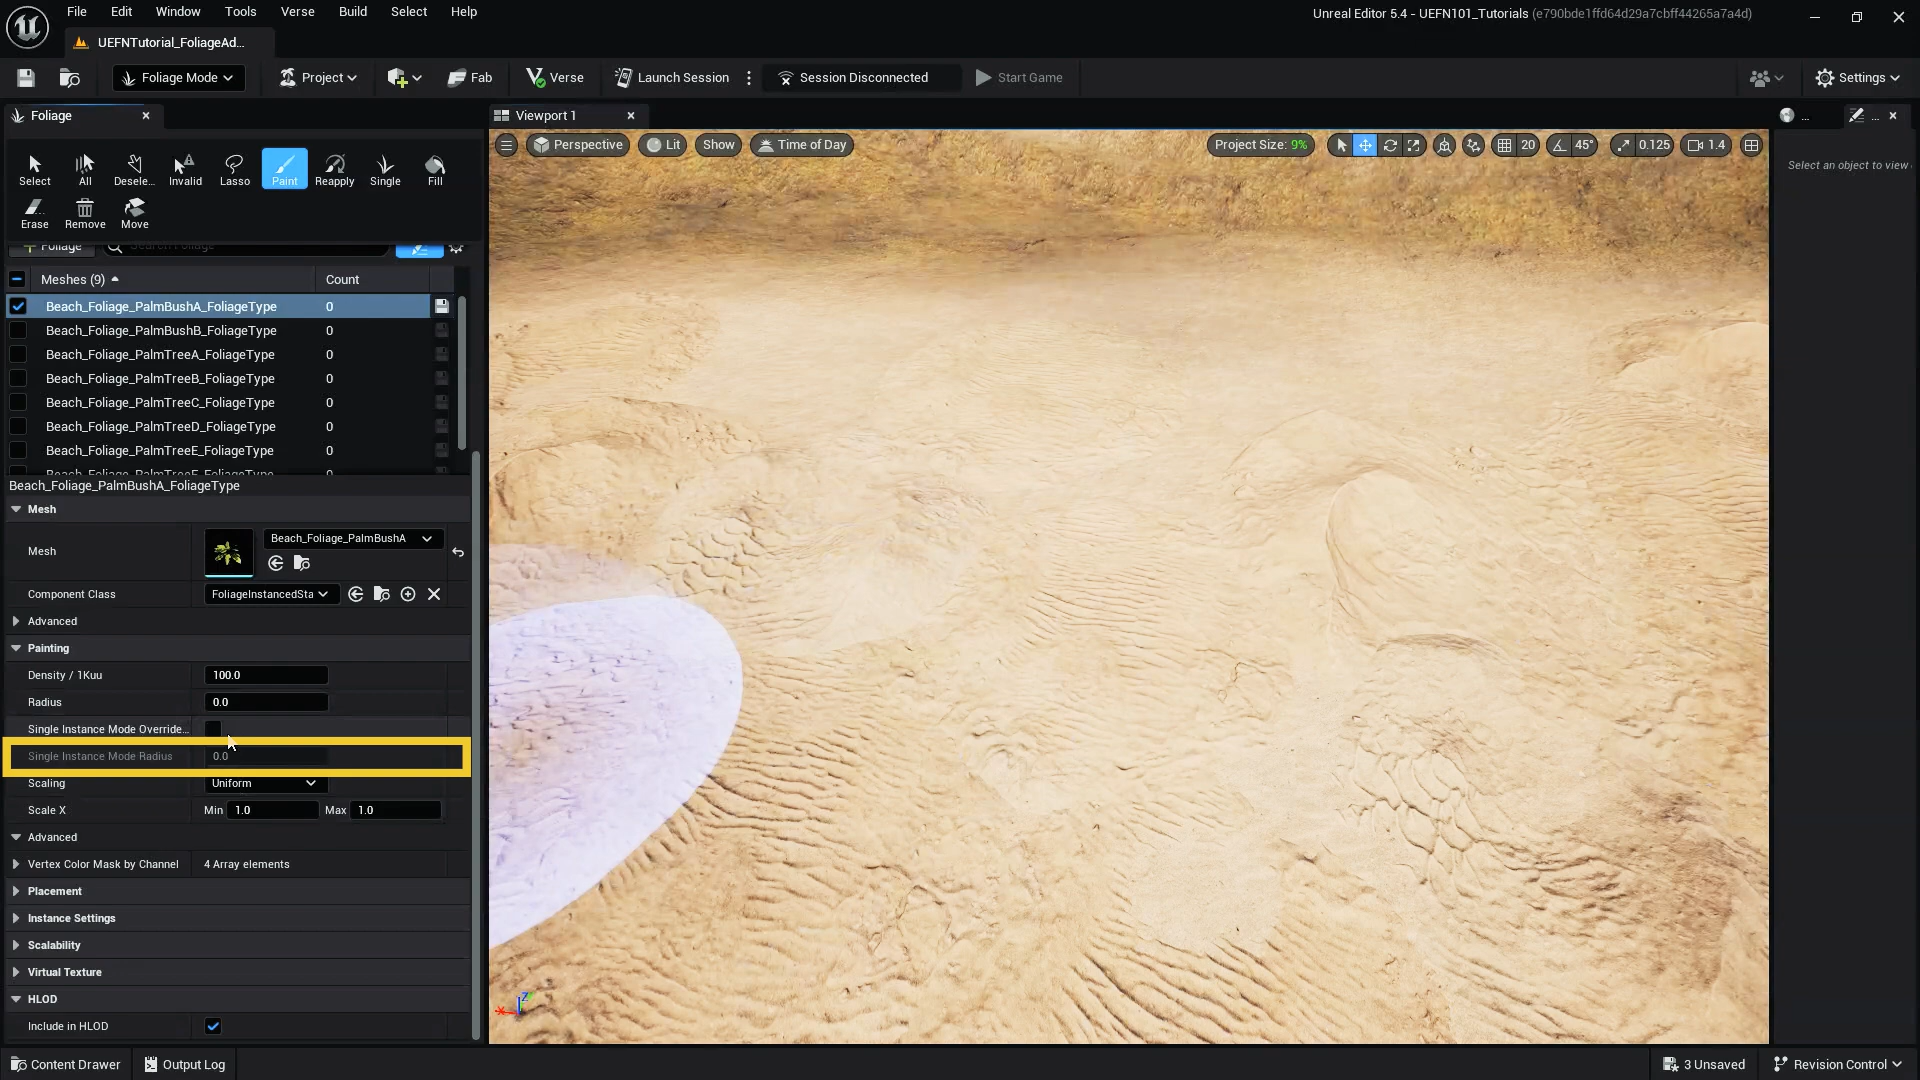 File Edit Window Tools Verse Build Select Help
Unreal Editor 5.4 - UEFN101_Tutorials (e790bde1ffd64d29a7cbff44265a7a4d)
UEFNTutorial_FoliageAd...
Foliage Mode Project Fab Verse Launch Session Session Disconnected Start Game Settings
Foliage
Viewport 1
...
...
Perspective Lit Show Time of Day Project Size: 9% 20 45° 0.125 1.4
Select an object to view
Select All Desele... Invalid Lasso Paint Reapply Single Fill
Erase Remove Move
Foliage Search Foliage
Meshes (9) Count
Beach_Foliage_PalmBushA_FoliageType 0
Beach_Foliage_PalmBushB_FoliageType 0
Beach_Foliage_PalmTreeA_FoliageType 0
Beach_Foliage_PalmTreeB_FoliageType 0
Beach_Foliage_PalmTreeC_FoliageType 0
Beach_Foliage_PalmTreeD_FoliageType 0
Beach_Foliage_PalmTreeE_FoliageType 0
Beach_Foliage_PalmTreeF_FoliageType 0
Beach_Foliage_PalmBushA_FoliageType
Mesh
Mesh Beach_Foliage_PalmBushA
Component Class FoliageInstancedSta
Advanced
Painting
Density / 1Kuu 100.0
Radius 0.0
Single Instance Mode Override...
Single Instance Mode Radius 0.0
Scaling Uniform
Scale X Min 1.0 Max 1.0
Advanced
Vertex Color Mask by Channel 4 Array elements
Placement
Instance Settings
Scalability
Virtual Texture
HLOD
Include in HLOD
Z
X
Content Drawer Output Log 3 Unsaved Revision Control